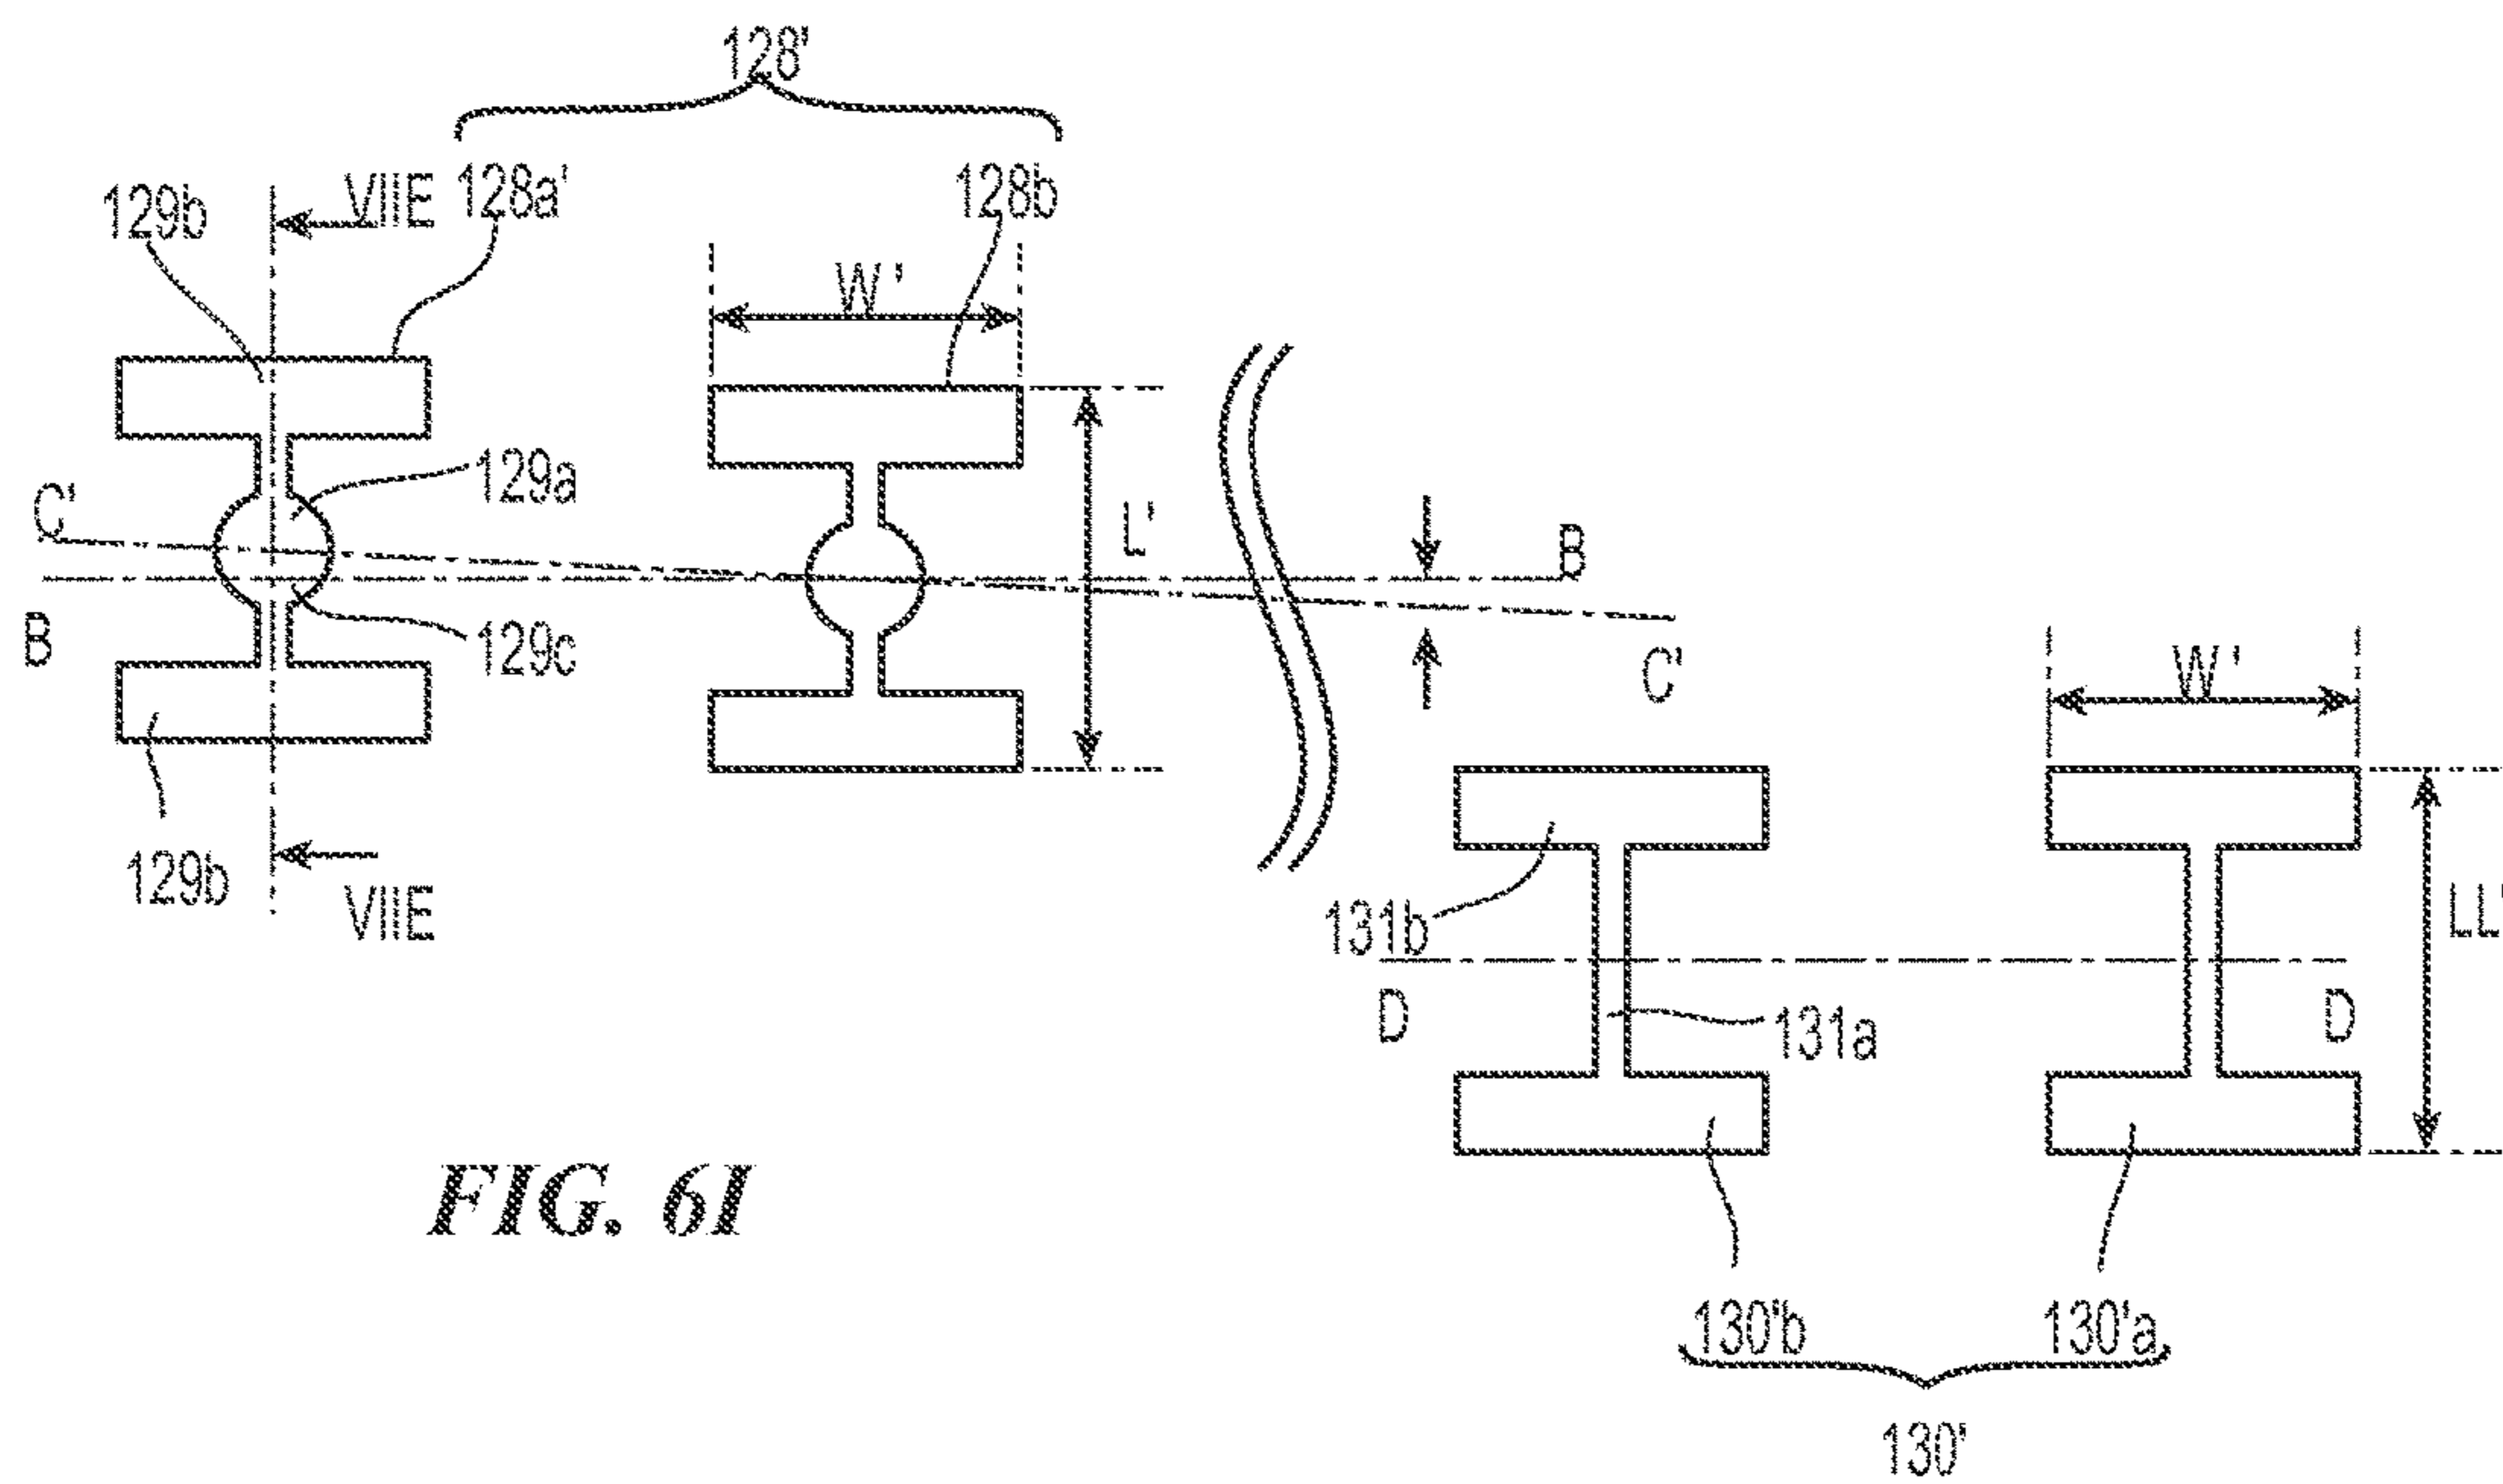 128'
129b
VIIE
128a'
128b
W'
C'
129a
L'
B
B
129c
C'
W'
129b
VIIE
131b
LL'
D
131a
D
FIG. 6I
130'b
130'a
130'